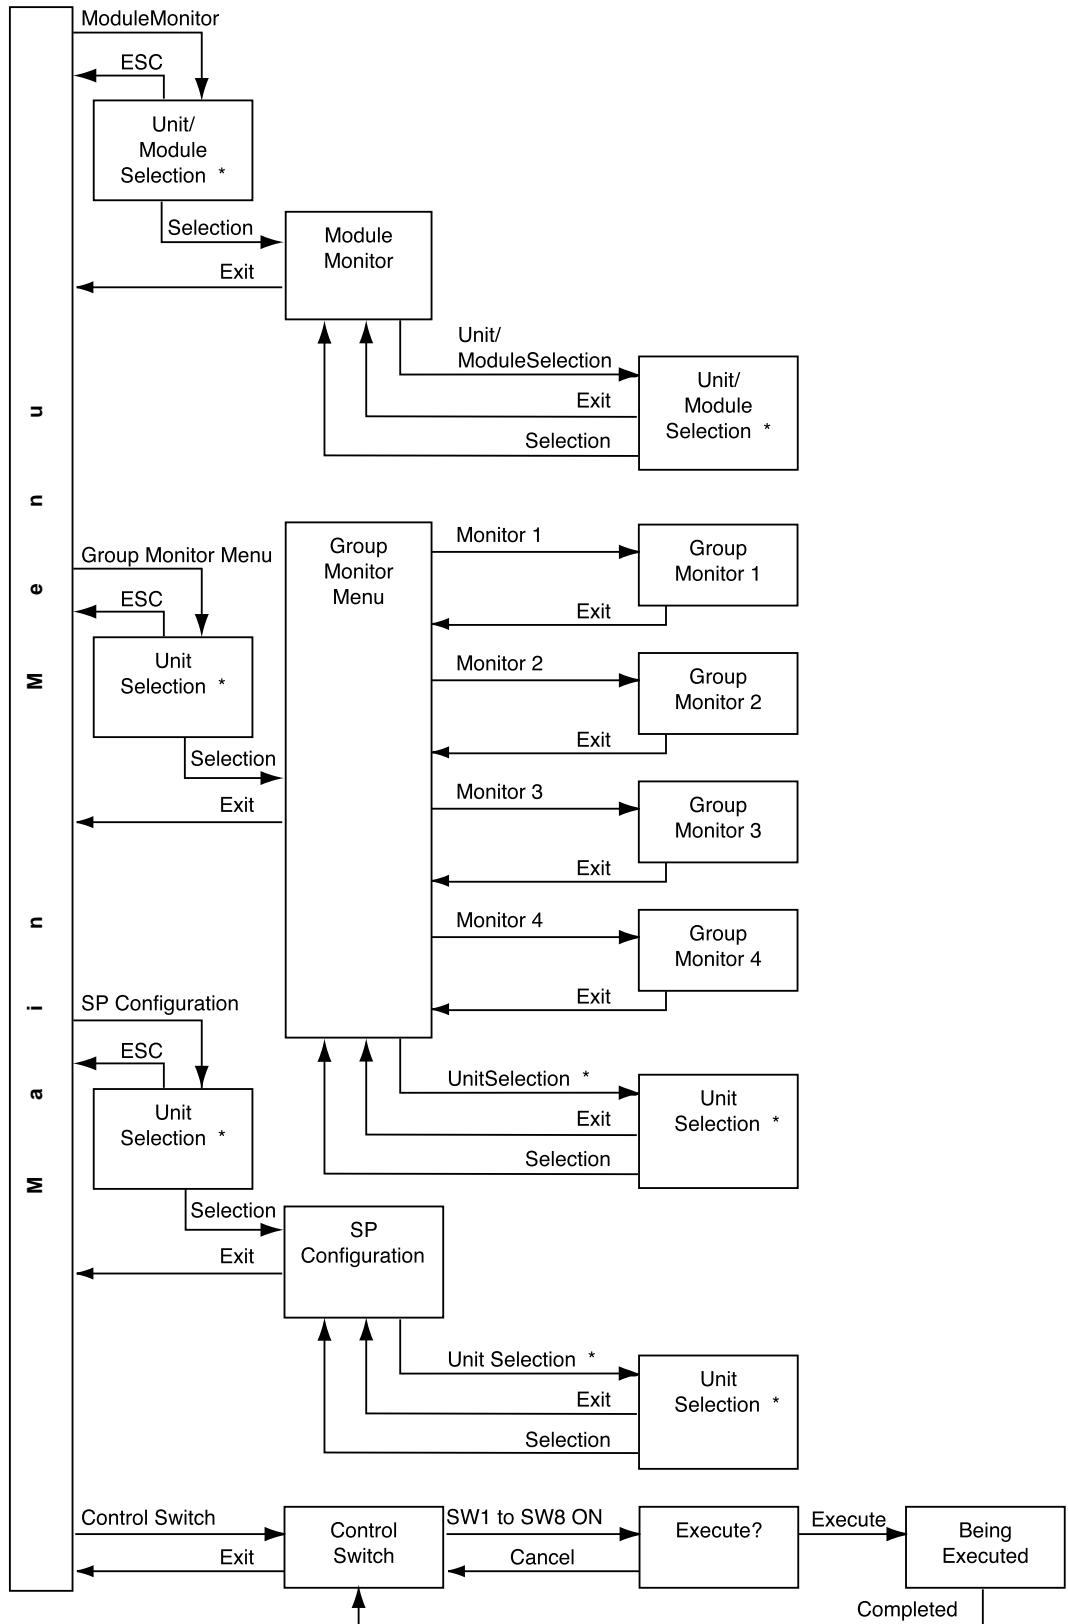 Main Menu
ModuleMonitor
ESC
Unit/
Module
Selection *
Selection
Exit
Module
Monitor
Unit/
ModuleSelection
Exit
Selection
Unit/
Module
Selection *
Group Monitor Menu
ESC
Unit
Selection *
Selection
Exit
Group
Monitor
Menu
Monitor 1
Exit
Group
Monitor 1
Monitor 2
Exit
Group
Monitor 2
Monitor 3
Exit
Group
Monitor 3
Monitor 4
Exit
Group
Monitor 4
UnitSelection *
Exit
Selection
Unit
Selection *
SP Configuration
ESC
Unit
Selection *
Selection
Exit
SP
Configuration
Unit Selection *
Exit
Selection
Unit
Selection *
Control Switch
Exit
Control
Switch
SW1 to SW8 ON
Cancel
Execute?
Execute
Being
Executed
Completed